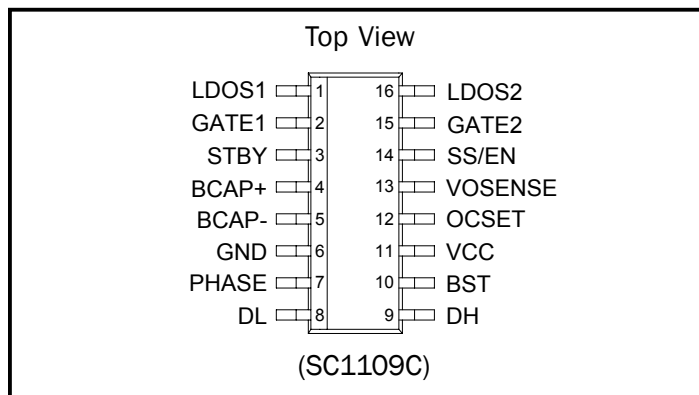 Top View
LDOS1 1 16 LDOS2
GATE1 2 15 GATE2
STBY 3 14 SS/EN
BCAP+ 4 13 VOSENSE
BCAP- 5 12 OCSET
GND 6 11 VCC
PHASE 7 10 BST
DL 8 9 DH
(SC1109C)